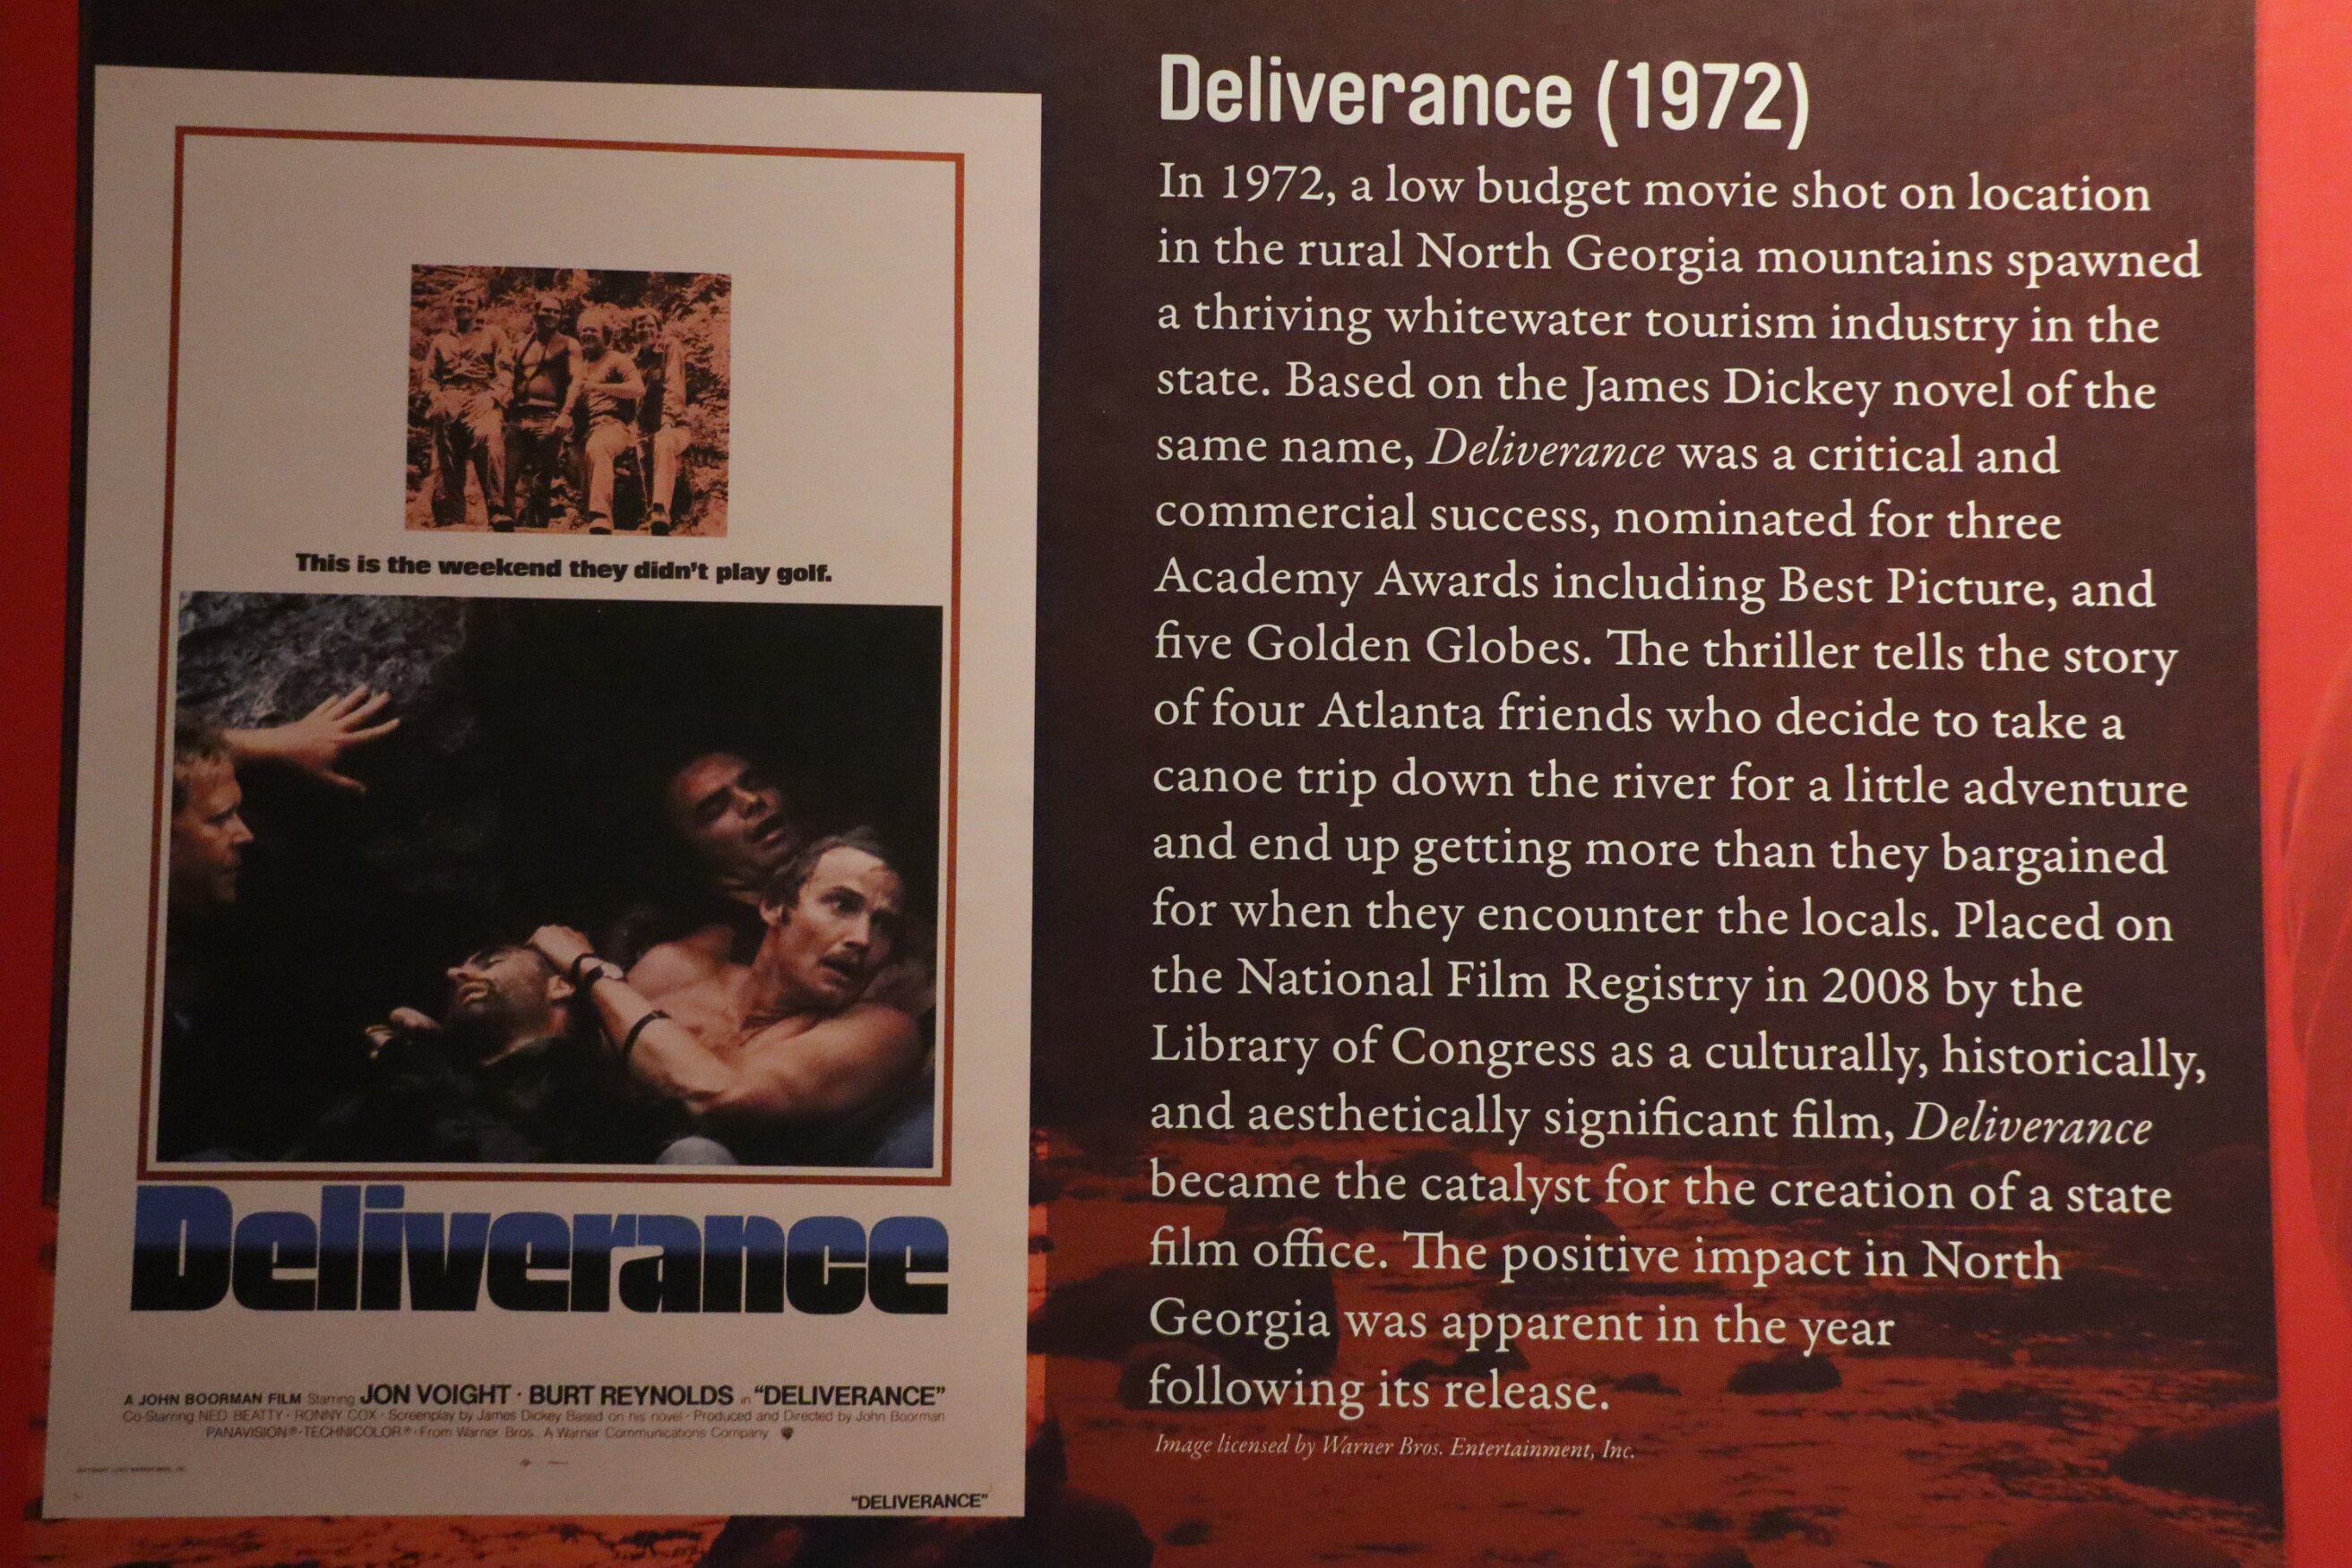 This is the weekend they didn't play golf.
Deliverance
A JOHN BOORMAN FILM Starring JON VOIGHT · BURT REYNOLDS in "DELIVERANCE"
Co-Starring NED BEATTY · RONNY COX · Screenplay by James Dickey Based on his novel · Produced and Directed by John Boorman
PANAVISION® · TECHNICOLOR® · From Warner Bros., A Warner Communications Company
"DELIVERANCE"
Deliverance (1972)
In 1972, a low budget movie shot on location
in the rural North Georgia mountains spawned
a thriving whitewater tourism industry in the
state. Based on the James Dickey novel of the
same name, Deliverance was a critical and
commercial success, nominated for three
Academy Awards including Best Picture, and
five Golden Globes. The thriller tells the story
of four Atlanta friends who decide to take a
canoe trip down the river for a little adventure
and end up getting more than they bargained
for when they encounter the locals. Placed on
the National Film Registry in 2008 by the
Library of Congress as a culturally, historically,
and aesthetically significant film, Deliverance
became the catalyst for the creation of a state
film office. The positive impact in North
Georgia was apparent in the year
following its release.
Image licensed by Warner Bros. Entertainment, Inc.